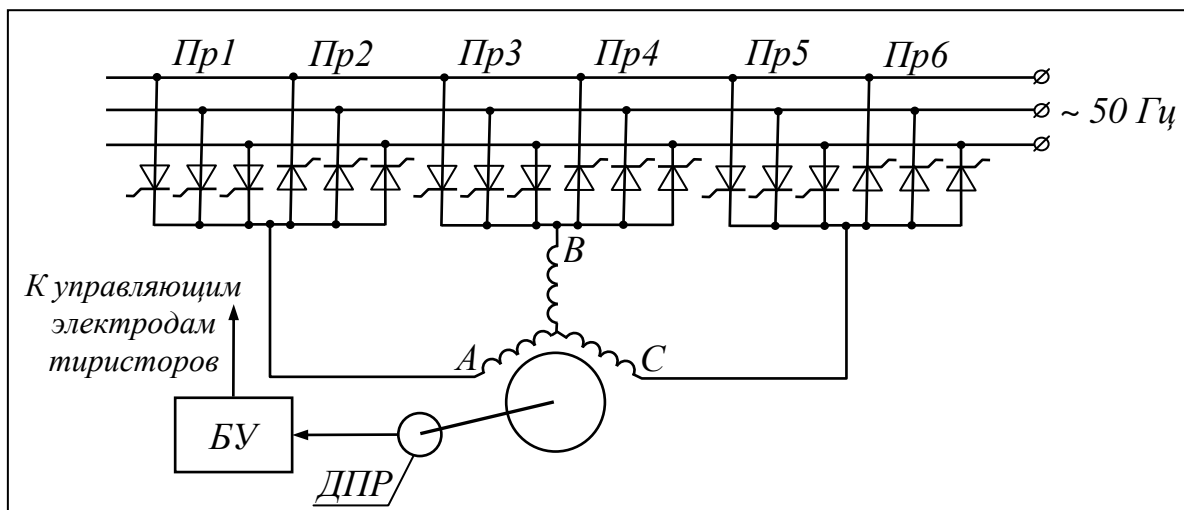 Пр1 Пр2 Пр3 Пр4 Пр5 Пр6
~ 50 Гц
В
К управляющим
электродам
тиристоров
А
С
БУ
ДПР